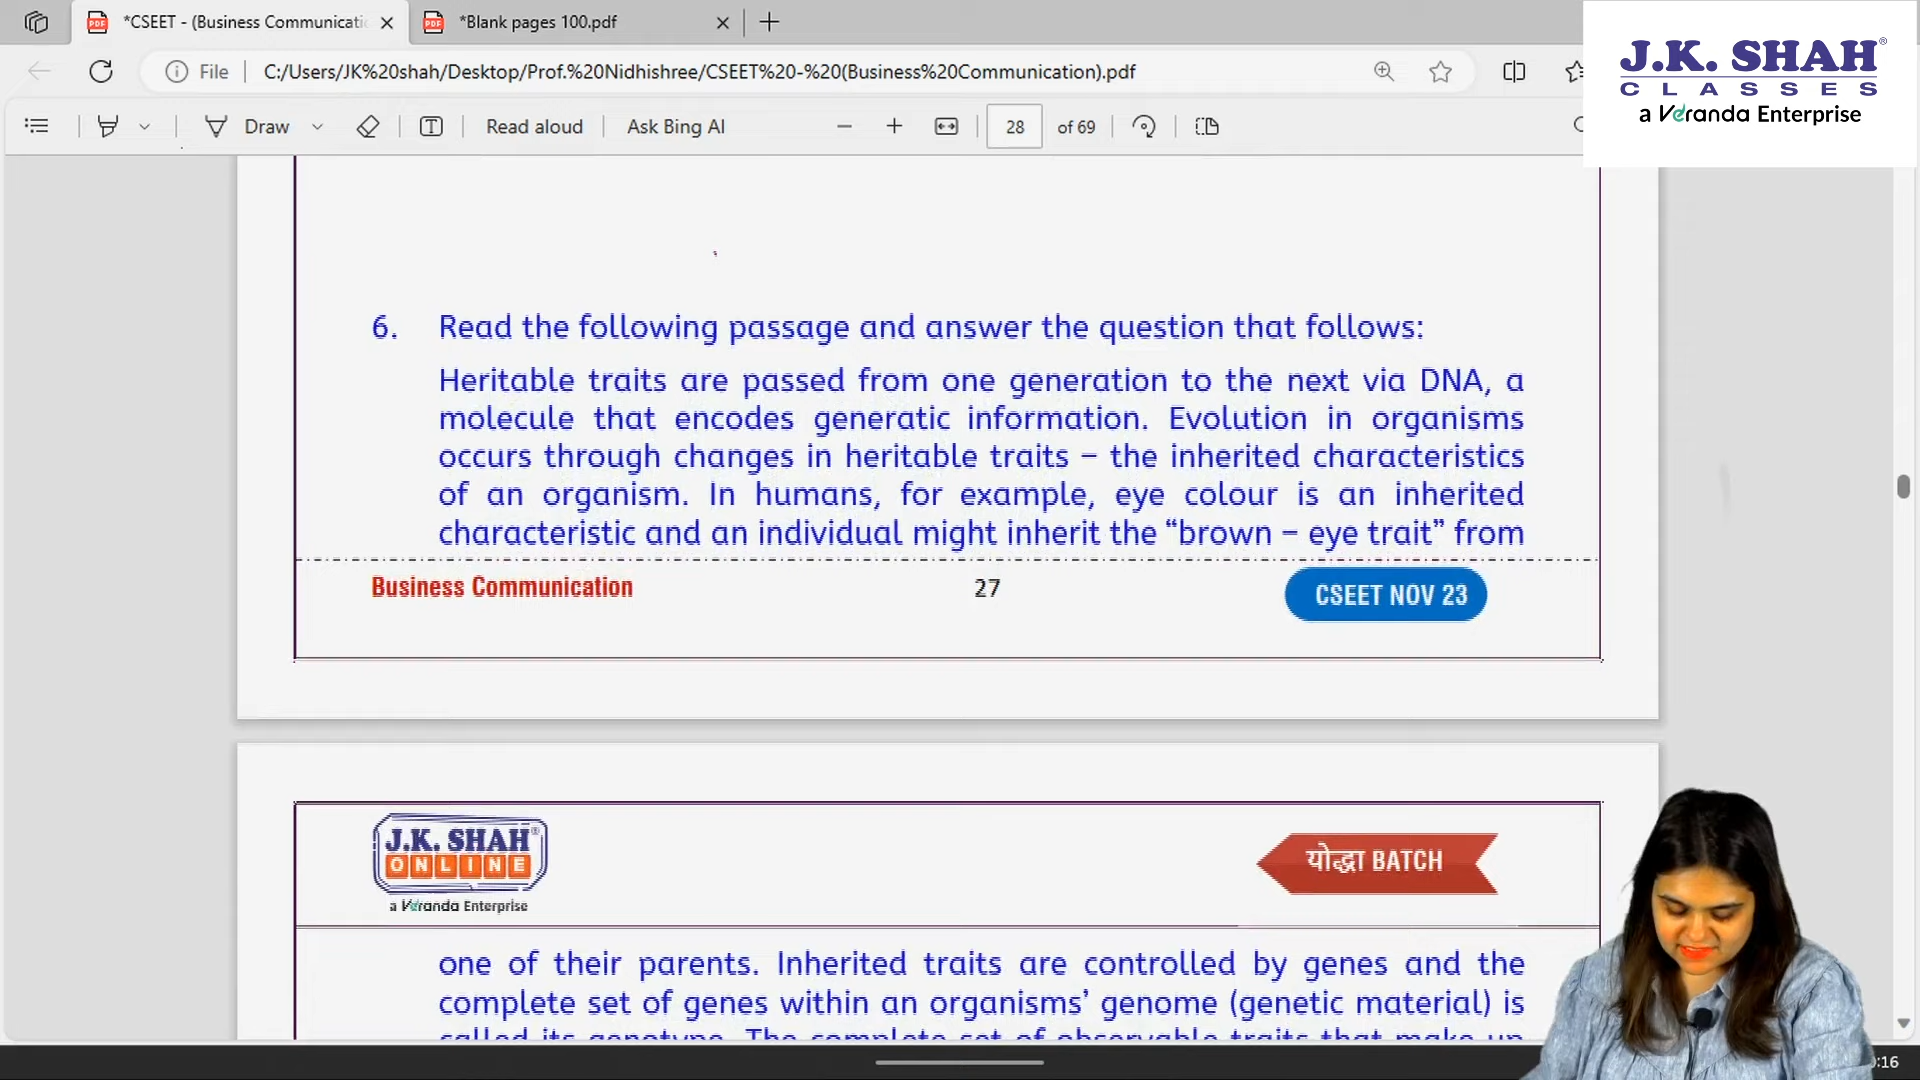 *CSEET - (Business Communicati
*Blank pages 100.pdf
File
C:/Users/JK%20shah/Desktop/Prof.%20Nidhishree/CSEET%20-%20(Business%20Communication).pdf
J.K. SHAH®
CLASSES
a Veranda Enterprise
Draw
Read aloud
Ask Bing AI
28
of 69
6. Read the following passage and answer the question that follows:
Heritable traits are passed from one generation to the next via DNA, a
molecule that encodes generatic information. Evolution in organisms
occurs through changes in heritable traits – the inherited characteristics
of an organism. In humans, for example, eye colour is an inherited
characteristic and an individual might inherit the “brown – eye trait” from
Business Communication
27
CSEET NOV 23
J.K. SHAH®
ONLINE
a Veranda Enterprise
योद्धा BATCH
one of their parents. Inherited traits are controlled by genes and the
complete set of genes within an organisms’ genome (genetic material) is
called its genotype. The complete set of observable traits that make up
:16